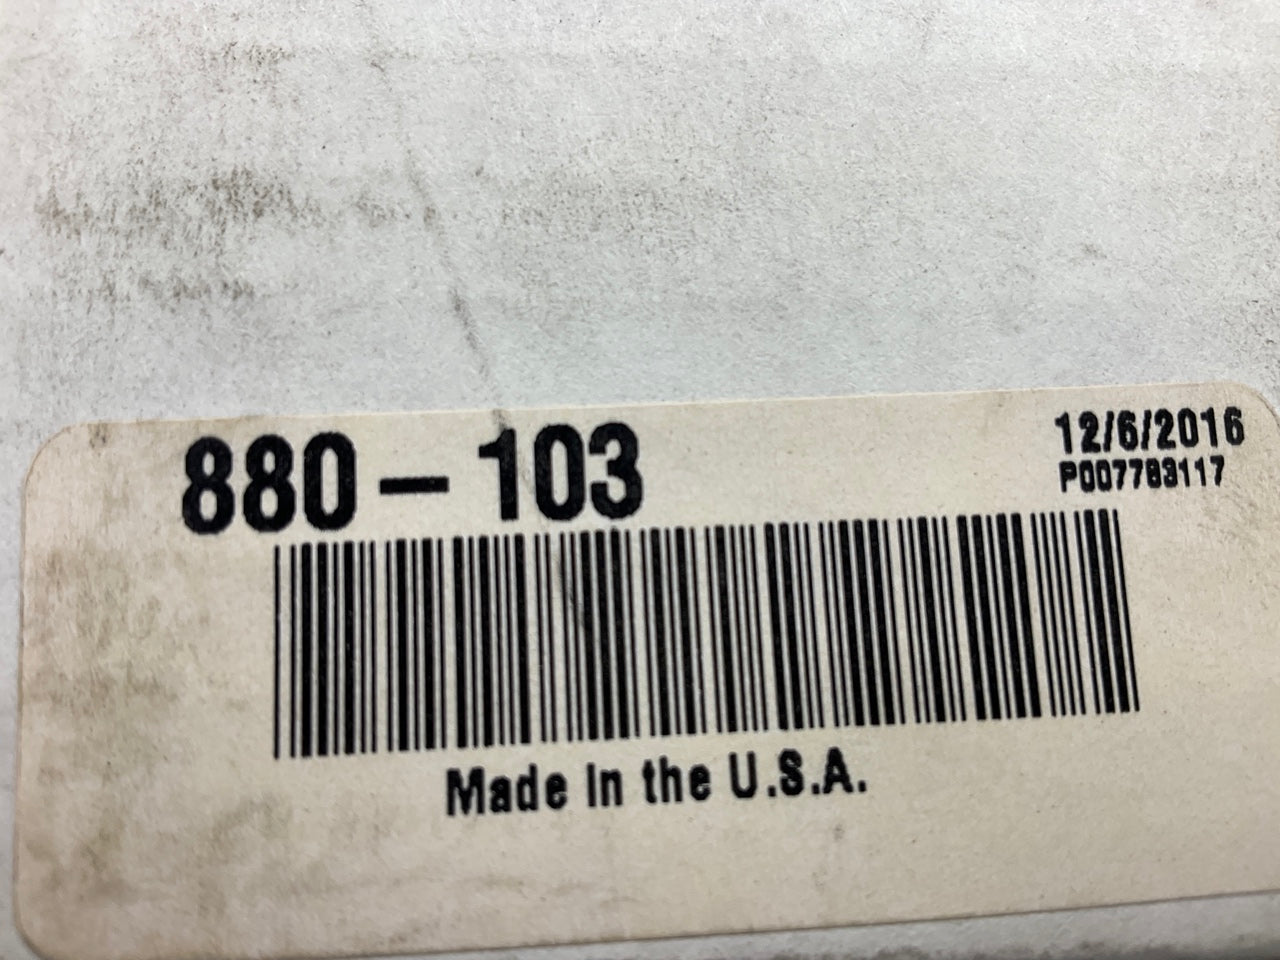 880-103
12/6/2016
P007783117
Made In the U.S.A.